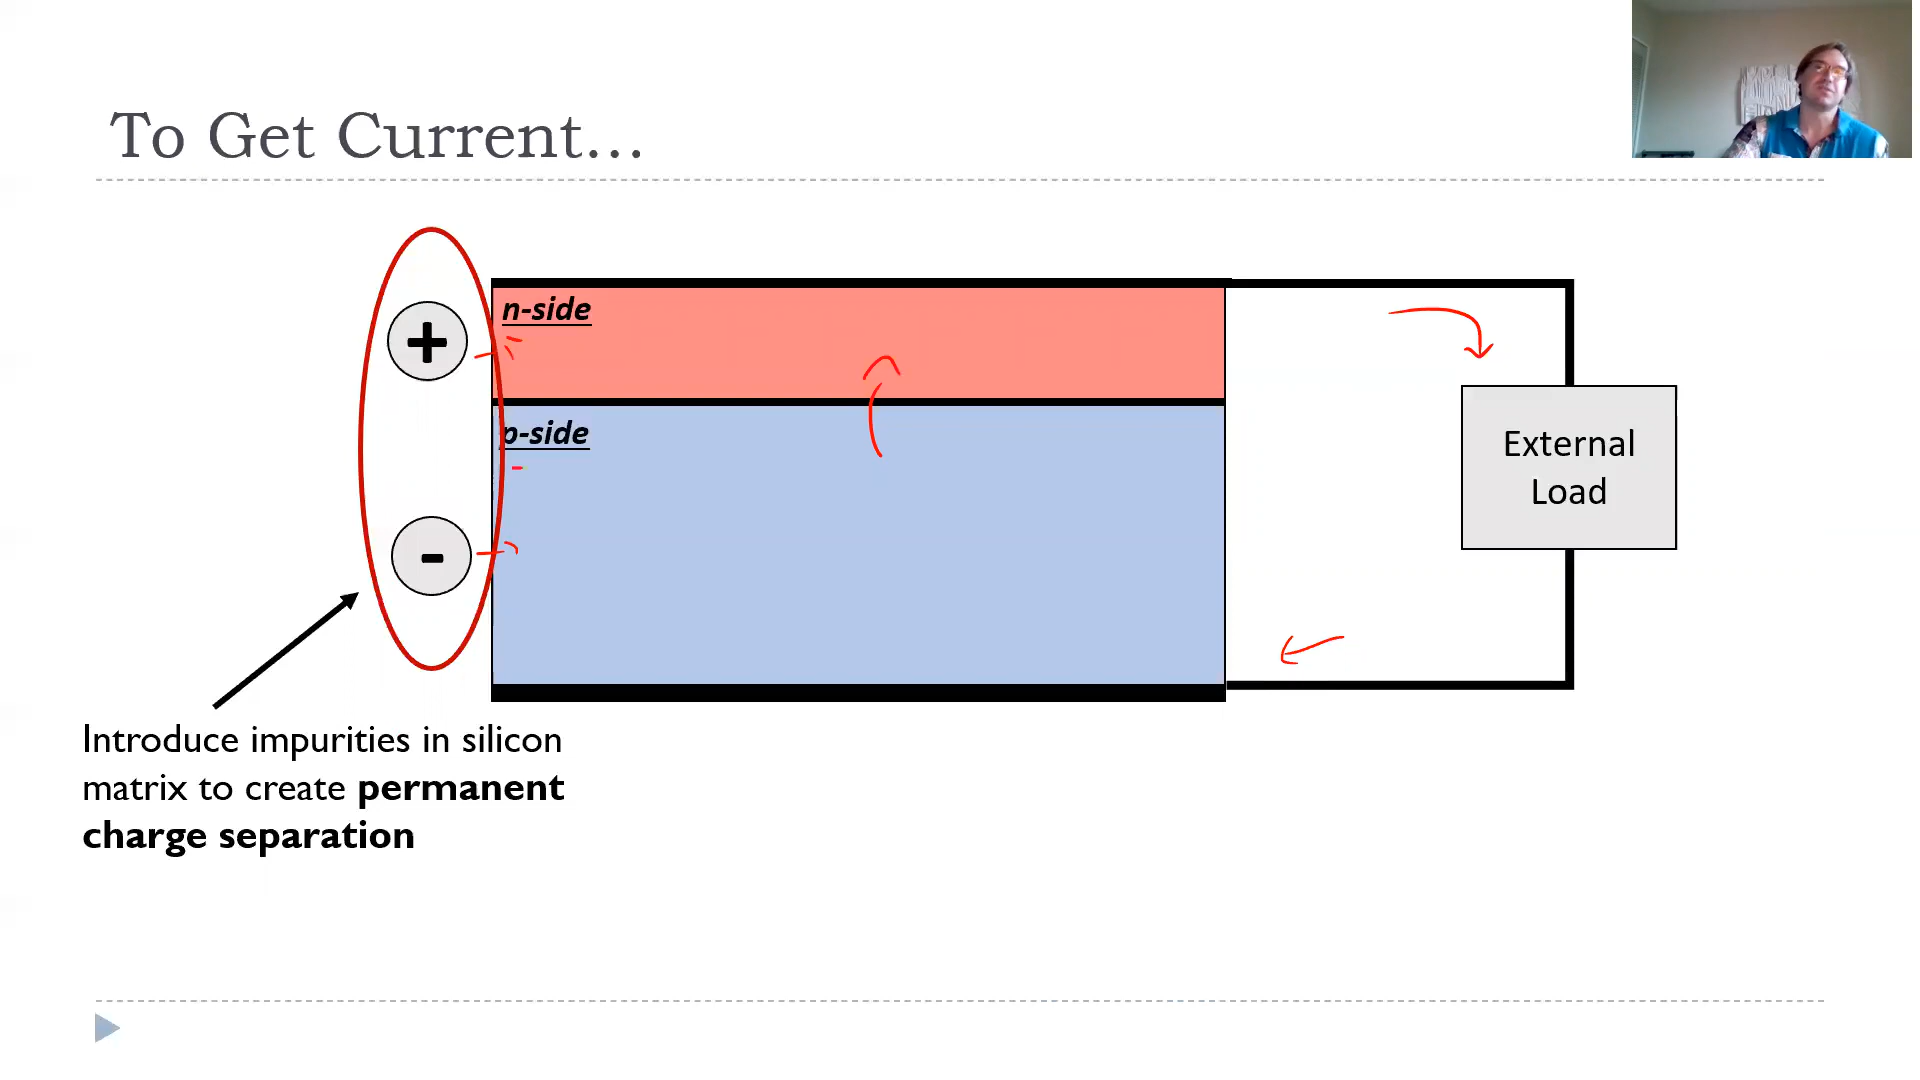 To Get Current...
+
n-side
p-side
-
External
Load
Introduce impurities in silicon
matrix to create permanent
charge separation